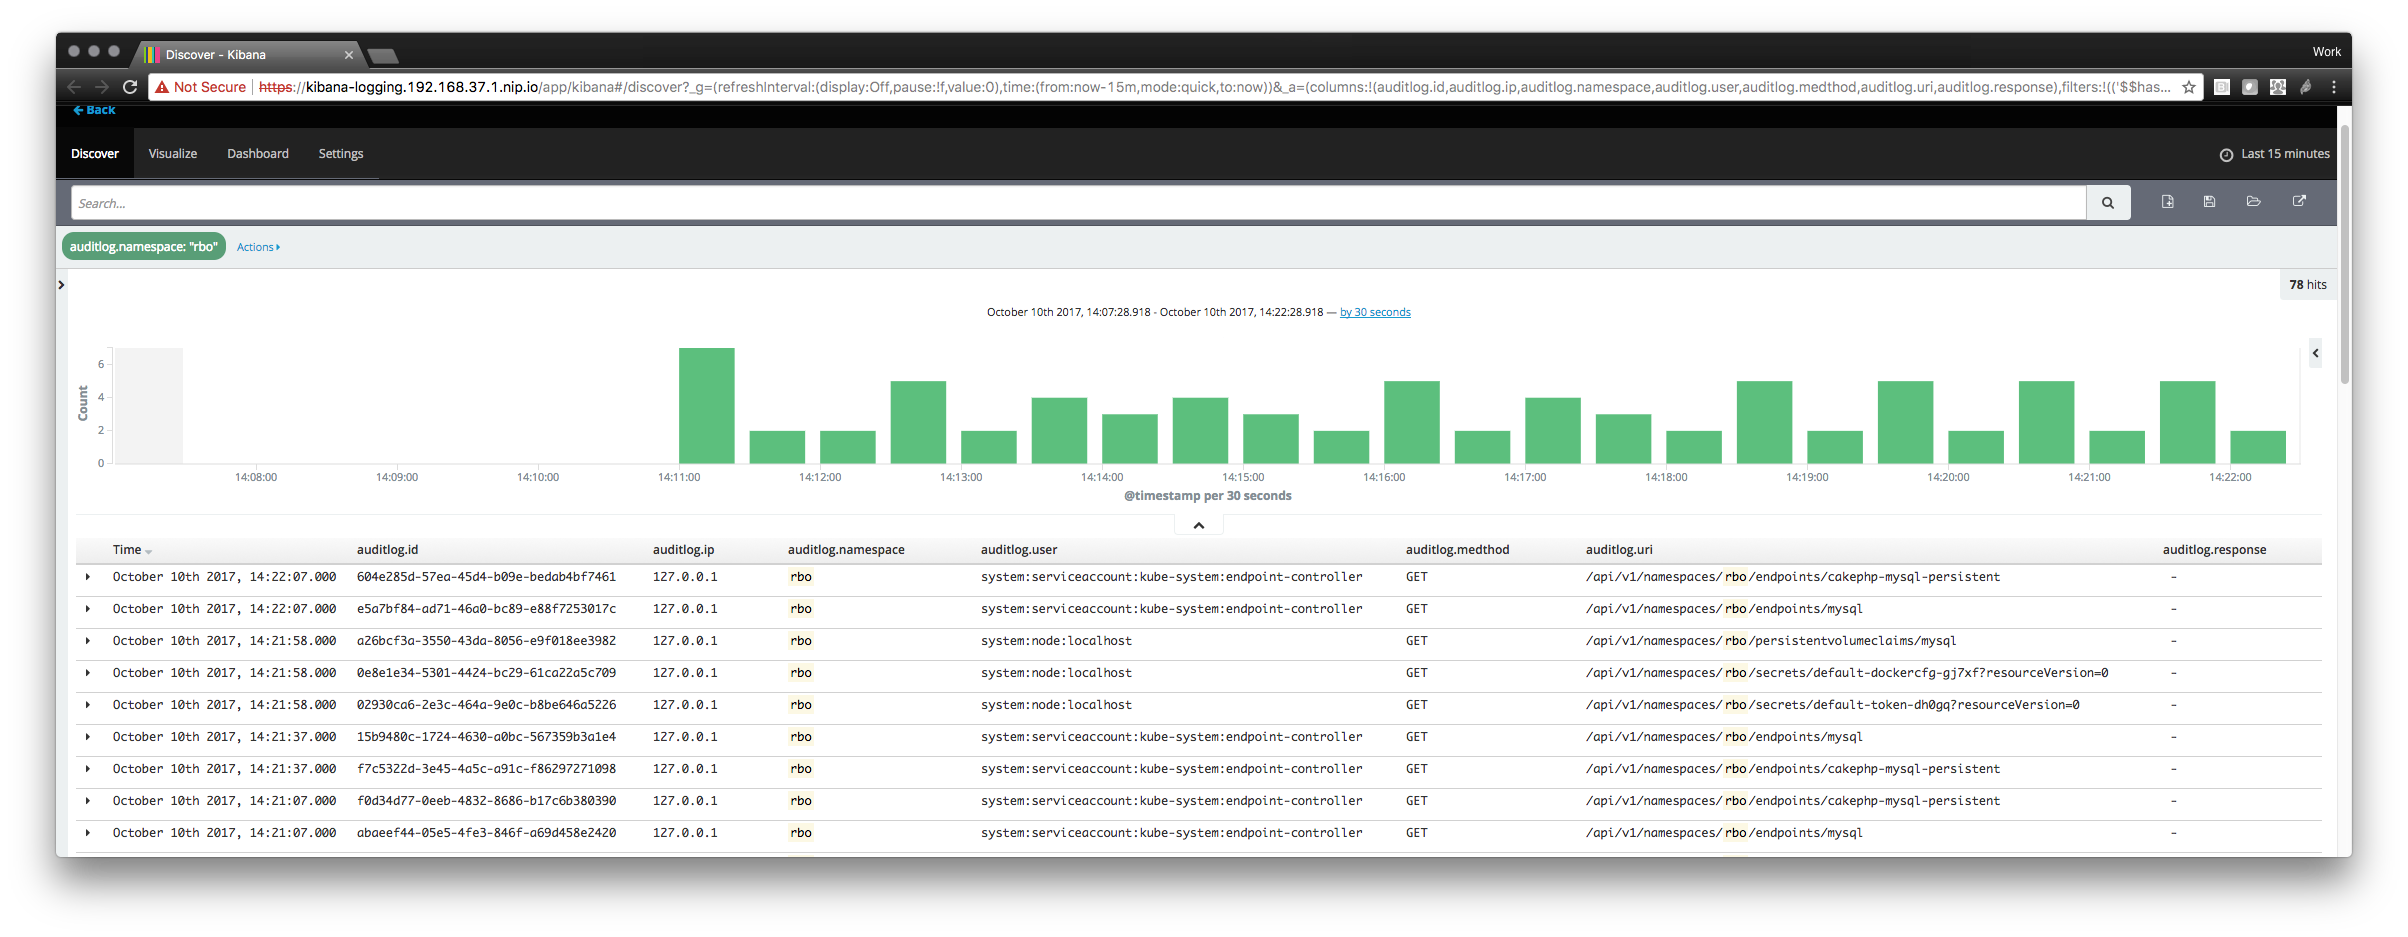 Discover - Kibana
Work
Not Secure https://kibana-logging.192.168.37.1.nip.io/app/kibana#/discover?_g=(refreshInterval:(display:Off,pause:!f,value:0),time:(from:now-15m,mode:quick,to:now))&_a=(columns:!(auditlog.id,auditlog.ip,auditlog.namespace,auditlog.user,auditlog.medthod,auditlog.uri,auditlog.response),filters:!(('$$has...
Back
Discover Visualize Dashboard Settings Last 15 minutes
Search...
auditlog.namespace: "rbo" Actions
78 hits
October 10th 2017, 14:07:28.918 - October 10th 2017, 14:22:28.918 — by 30 seconds
Count
6
4
2
0
14:08:00 14:09:00 14:10:00 14:11:00 14:12:00 14:13:00 14:14:00 14:15:00 14:16:00 14:17:00 14:18:00 14:19:00 14:20:00 14:21:00 14:22:00
@timestamp per 30 seconds
Time auditlog.id auditlog.ip auditlog.namespace auditlog.user auditlog.medthod auditlog.uri auditlog.response
October 10th 2017, 14:22:07.000 604e285d-57ea-45d4-b09e-bedab4bf7461 127.0.0.1 rbo system:serviceaccount:kube-system:endpoint-controller GET /api/v1/namespaces/rbo/endpoints/cakephp-mysql-persistent -
October 10th 2017, 14:22:07.000 e5a7bf84-ad71-46a0-bc89-e88f7253017c 127.0.0.1 rbo system:serviceaccount:kube-system:endpoint-controller GET /api/v1/namespaces/rbo/endpoints/mysql -
October 10th 2017, 14:21:58.000 a26bcf3a-3550-43da-8056-e9f018ee3982 127.0.0.1 rbo system:node:localhost GET /api/v1/namespaces/rbo/persistentvolumeclaims/mysql -
October 10th 2017, 14:21:58.000 0e8e1e34-5301-4424-bc29-61ca22a5c709 127.0.0.1 rbo system:node:localhost GET /api/v1/namespaces/rbo/secrets/default-dockercfg-gj7xf?resourceVersion=0 -
October 10th 2017, 14:21:58.000 02930ca6-2e3c-464a-9e0c-b8be646a5226 127.0.0.1 rbo system:node:localhost GET /api/v1/namespaces/rbo/secrets/default-token-dh0gq?resourceVersion=0 -
October 10th 2017, 14:21:37.000 15b9480c-1724-4630-a0bc-567359b3a1e4 127.0.0.1 rbo system:serviceaccount:kube-system:endpoint-controller GET /api/v1/namespaces/rbo/endpoints/mysql -
October 10th 2017, 14:21:37.000 f7c5322d-3e45-4a5c-a91c-f86297271098 127.0.0.1 rbo system:serviceaccount:kube-system:endpoint-controller GET /api/v1/namespaces/rbo/endpoints/cakephp-mysql-persistent -
October 10th 2017, 14:21:07.000 f0d34d77-0eeb-4832-8686-b17c6b380390 127.0.0.1 rbo system:serviceaccount:kube-system:endpoint-controller GET /api/v1/namespaces/rbo/endpoints/cakephp-mysql-persistent -
October 10th 2017, 14:21:07.000 abaeef44-05e5-4fe3-846f-a69d458e2420 127.0.0.1 rbo system:serviceaccount:kube-system:endpoint-controller GET /api/v1/namespaces/rbo/endpoints/mysql -